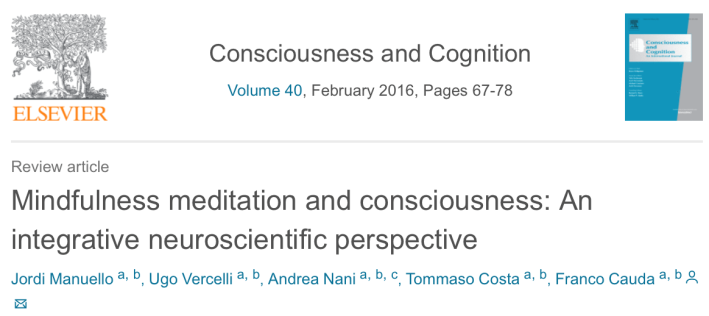 ELSEVIER
Consciousness and Cognition
Volume 40, February 2016, Pages 67-78
Consciousness
and
Cognition
Review article
Mindfulness meditation and consciousness: An
integrative neuroscientific perspective
Jordi Manuello a, b, Ugo Vercelli a, b, Andrea Nani a, b, c, Tommaso Costa a, b, Franco Cauda a, b